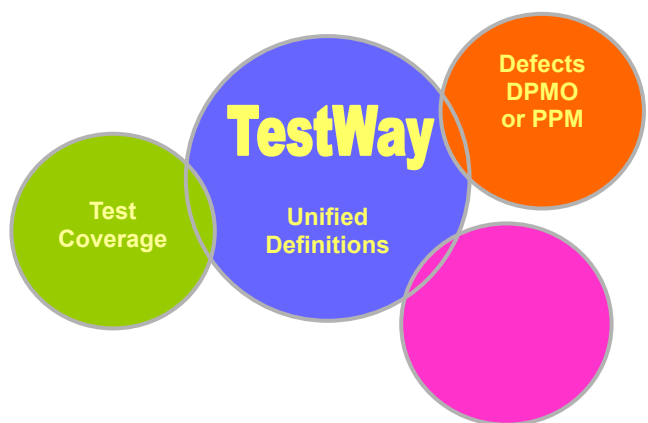 TestWay
Unified
Definitions
Test
Coverage
Defects
DPMO
or PPM